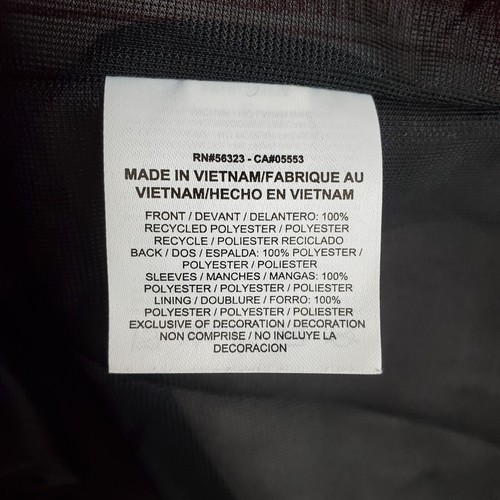 RN#56323 - CA#05553
MADE IN VIETNAM/FABRIQUE AU
VIETNAM/HECHO EN VIETNAM
FRONT / DEVANT / DELANTERO: 100%
RECYCLED POLYESTER / POLYESTER
RECYCLE / POLIESTER RECICLADO
BACK / DOS / ESPALDA: 100% POLYESTER /
POLYESTER / POLIESTER
SLEEVES / MANCHES / MANGAS: 100%
POLYESTER / POLYESTER / POLIESTER
LINING / DOUBLURE / FORRO: 100%
POLYESTER / POLYESTER / POLIESTER
EXCLUSIVE OF DECORATION / DECORATION
NON COMPRISE / NO INCLUYE LA
DECORACION